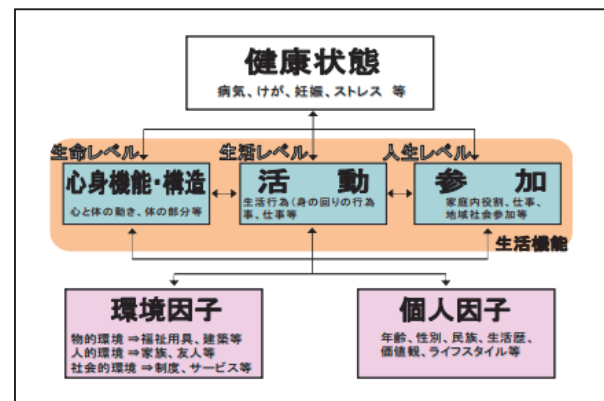 健康状態
病気、けが、妊娠、ストレス 等
生命レベル
生活レベル
人生レベル
心身機能・構造
心と体の動き、体の部分等
活 動
生活行為(身の回りの行為
事、仕事等
参 加
家庭内役割、仕事、
地域社会参加等
生活機能
環境因子
物的環境 ⇒福祉用具、建築等
人的環境 ⇒家族、友人等
社会的環境 ⇒制度、サービス等
個人因子
年齢、性別、民族、生活歴、
価値観、ライフスタイル等